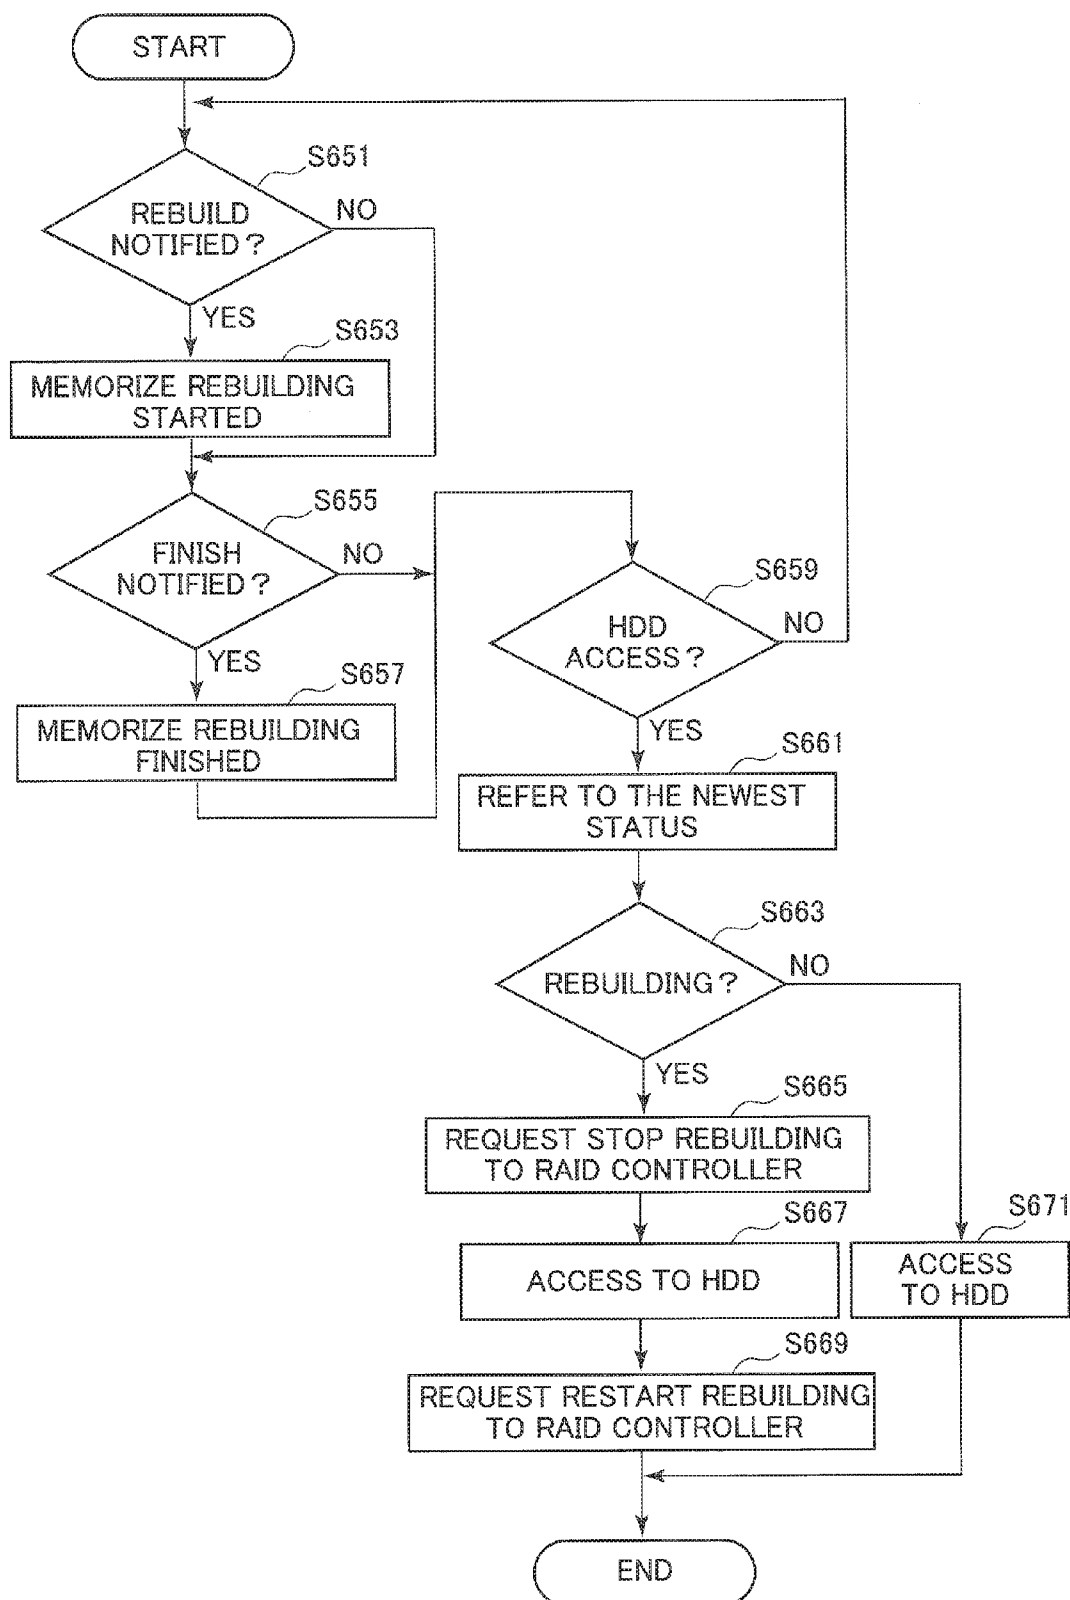 START
S651
REBUILD
NOTIFIED?
NO
YES
S653
MEMORIZE REBUILDING
STARTED
S655
FINISH
NOTIFIED?
NO
YES
S657
MEMORIZE REBUILDING
FINISHED
S659
HDD
ACCESS?
NO
YES
S661
REFER TO THE NEWEST
STATUS
S663
REBUILDING?
NO
YES
S665
REQUEST STOP REBUILDING
TO RAID CONTROLLER
S667
ACCESS TO HDD
S671
ACCESS
TO HDD
S669
REQUEST RESTART REBUILDING
TO RAID CONTROLLER
END